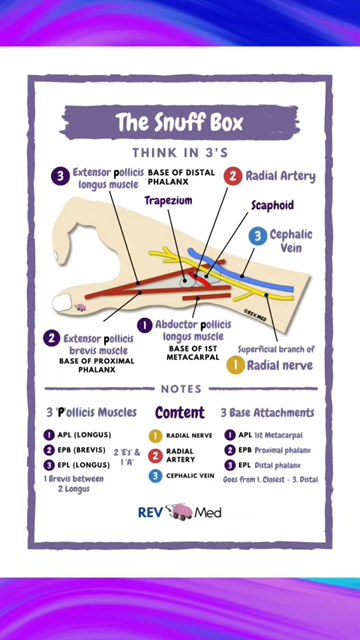 The Snuff Box
THINK IN 3'S
3 Extensor pollicis
longus muscle
BASE OF DISTAL
PHALANX
2 Radial Artery
Trapezium
Scaphoid
3 Cephalic
Vein
©REV.MED
2 Extensor pollicis
brevis muscle
BASE OF PROXIMAL
PHALANX
1 Abductor pollicis
longus muscle
BASE OF 1ST
METACARPAL
Superficial branch of
1 Radial nerve
NOTES
3 'P'ollicis Muscles
1 APL (LONGUS)
2 EPB (BREVIS)
3 EPL (LONGUS)
2 'E's &
1 'A'
1 Brevis between
2 Longus
Content
1 RADIAL NERVE
2 RADIAL
ARTERY
3 CEPHALIC VEIN
3 Base Attachments
1 APL 1st Metacarpal
2 EPB Proximal phalanx
3 EPL Distal phalanx
Goes from 1. Closest - 3. Distal
REV Med